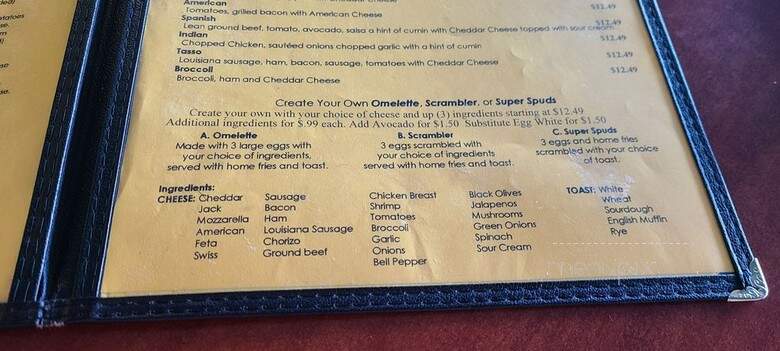 American
Tomatoes, grilled bacon with American Cheese $12.49
Spanish
Lean ground beef, tomato, avocado, salsa a hint of cumin with Cheddar Cheese topped with sour cream $12.49
Indian
Chopped Chicken, sautéed onions chopped garlic with a hint of cumin $12.49
Tasso
Louisiana sausage, ham, bacon, sausage, tomatoes with Cheddar Cheese $12.49
Broccoli
Broccoli, ham and Cheddar Cheese $12.49
Create Your Own Omelette, Scrambler, or Super Spuds
Create your own with your choice of cheese and up (3) ingredients starting at $12.49
Additional ingredients for $.99 each. Add Avocado for $1.50 Substitute Egg White for $1.50
A. Omelette
Made with 3 large eggs with
your choice of ingredients,
served with home fries and toast.
B. Scrambler
3 eggs scrambled with
your choice of ingredients
served with home fries and toast.
C. Super Spuds
3 eggs and home fries
scrambled with your choice
of toast.
Ingredients:
CHEESE: Cheddar
Jack
Mozzarella
American
Feta
Swiss
Sausage
Bacon
Ham
Louisiana Sausage
Chorizo
Ground beef
Chicken Breast
Shrimp
Tomatoes
Broccoli
Garlic
Onions
Bell Pepper
Black Olives
Jalapenos
Mushrooms
Green Onions
Spinach
Sour Cream
TOAST: White
Wheat
Sourdough
English Muffin
Rye